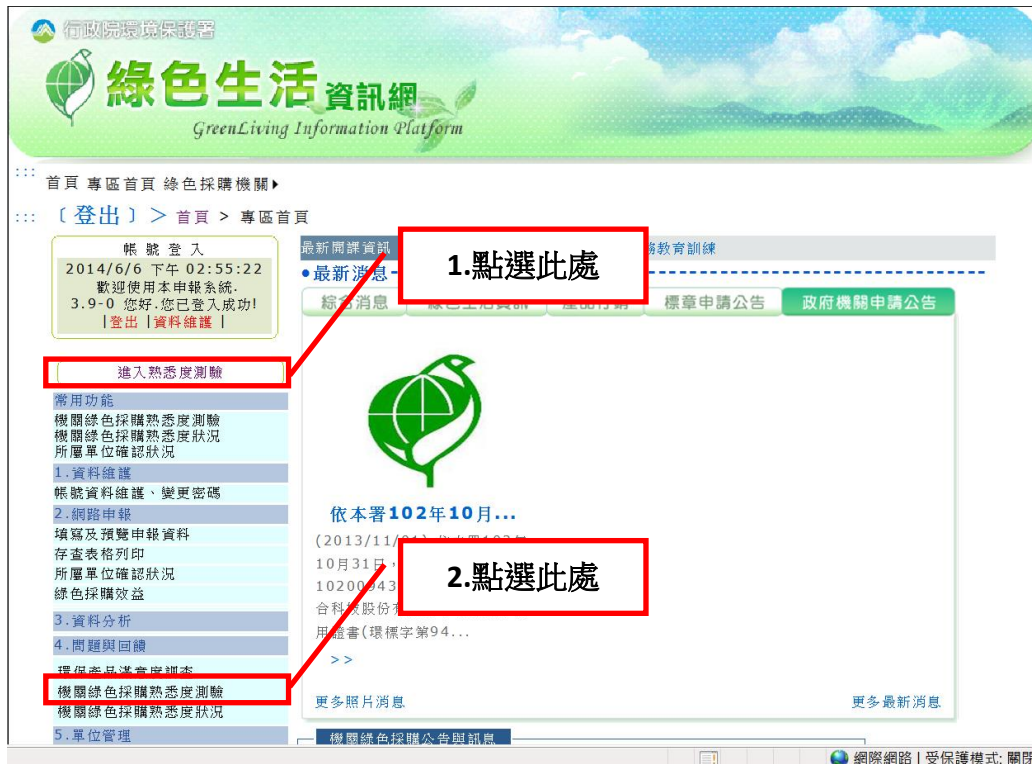 行政院環境保護署
綠色生活 資訊網
GreenLiving Information Platform
首頁 專區首頁 綠色採購機關▶
〔登出〕＞ 首頁 > 專區首頁
帳號登入
2014/6/6 下午 02:55:22
歡迎使用本申報系統.
3.9-0 您好.您已登入成功!
|登出 |資料維護 |
進入熟悉度測驗
常用功能
機關綠色採購熟悉度測驗
機關綠色採購熟悉度狀況
所屬單位確認狀況
1.資料維護
帳號資料維護、變更密碼
2.網路申報
填寫及預覽申報資料
存查表格列印
所屬單位確認狀況
綠色採購效益
3.資料分析
4.問題與回饋
環保產品滿意度調查
機關綠色採購熟悉度測驗
機關綠色採購熟悉度狀況
5.單位管理
最新開課資訊
務教育訓練
1.點選此處
●最新消息
綜合消息
標章申請公告
政府機關申請公告
依本署102年10月...
(2013/11/01)
10月31日，
10200943
合科技股份有
用證書(環標字第94...
>>
2.點選此處
更多照片消息
更多最新消息
機關綠色採購公告與訊息
網際網路 | 受保護模式: 關閉